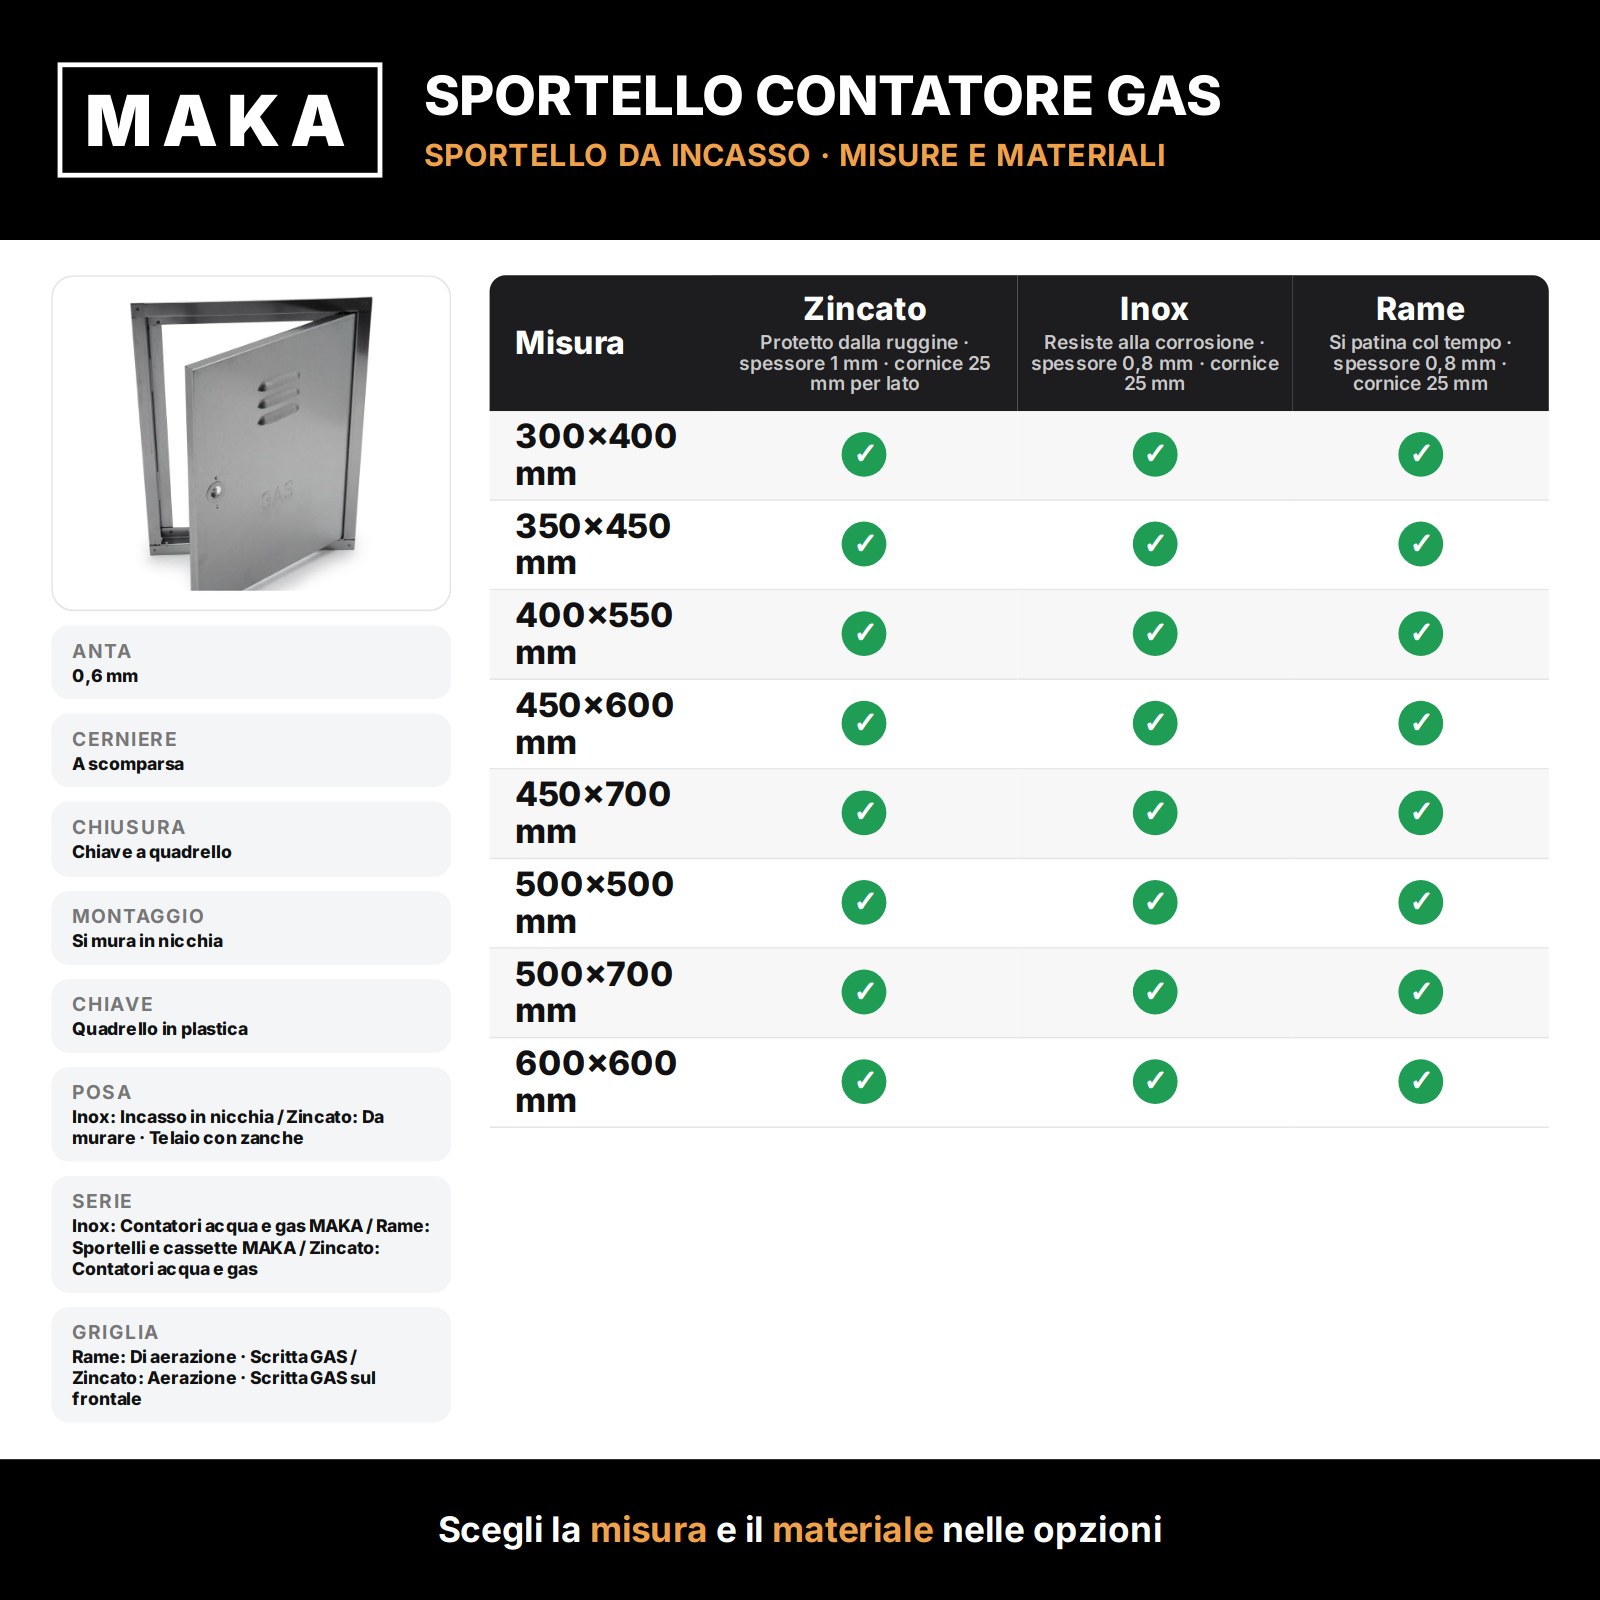 MAKA
SPORTELLO CONTATORE GAS
SPORTELLO DA INCASSO · MISURE E MATERIALI
GAS
ANTA
0,6 mm
CERNIERE
A scomparsa
CHIUSURA
Chiave a quadrello
MONTAGGIO
Si mura in nicchia
CHIAVE
Quadrello in plastica
POSA
Inox: Incasso in nicchia / Zincato: Da
murare · Telaio con zanche
SERIE
Inox: Contatori acqua e gas MAKA / Rame:
Sportelli e cassette MAKA / Zincato:
Contatori acqua e gas
GRIGLIA
Rame: Di aerazione · Scritta GAS /
Zincato: Aerazione · Scritta GAS sul
frontale
Misura
Zincato
Protetto dalla ruggine ·
spessore 1 mm · cornice 25
mm per lato
Inox
Resiste alla corrosione ·
spessore 0,8 mm · cornice
25 mm
Rame
Si patina col tempo ·
spessore 0,8 mm ·
cornice 25 mm
300×400
mm
✓ ✓ ✓
350×450
mm
✓ ✓ ✓
400×550
mm
✓ ✓ ✓
450×600
mm
✓ ✓ ✓
450×700
mm
✓ ✓ ✓
500×500
mm
✓ ✓ ✓
500×700
mm
✓ ✓ ✓
600×600
mm
✓ ✓ ✓
Scegli la misura e il materiale nelle opzioni